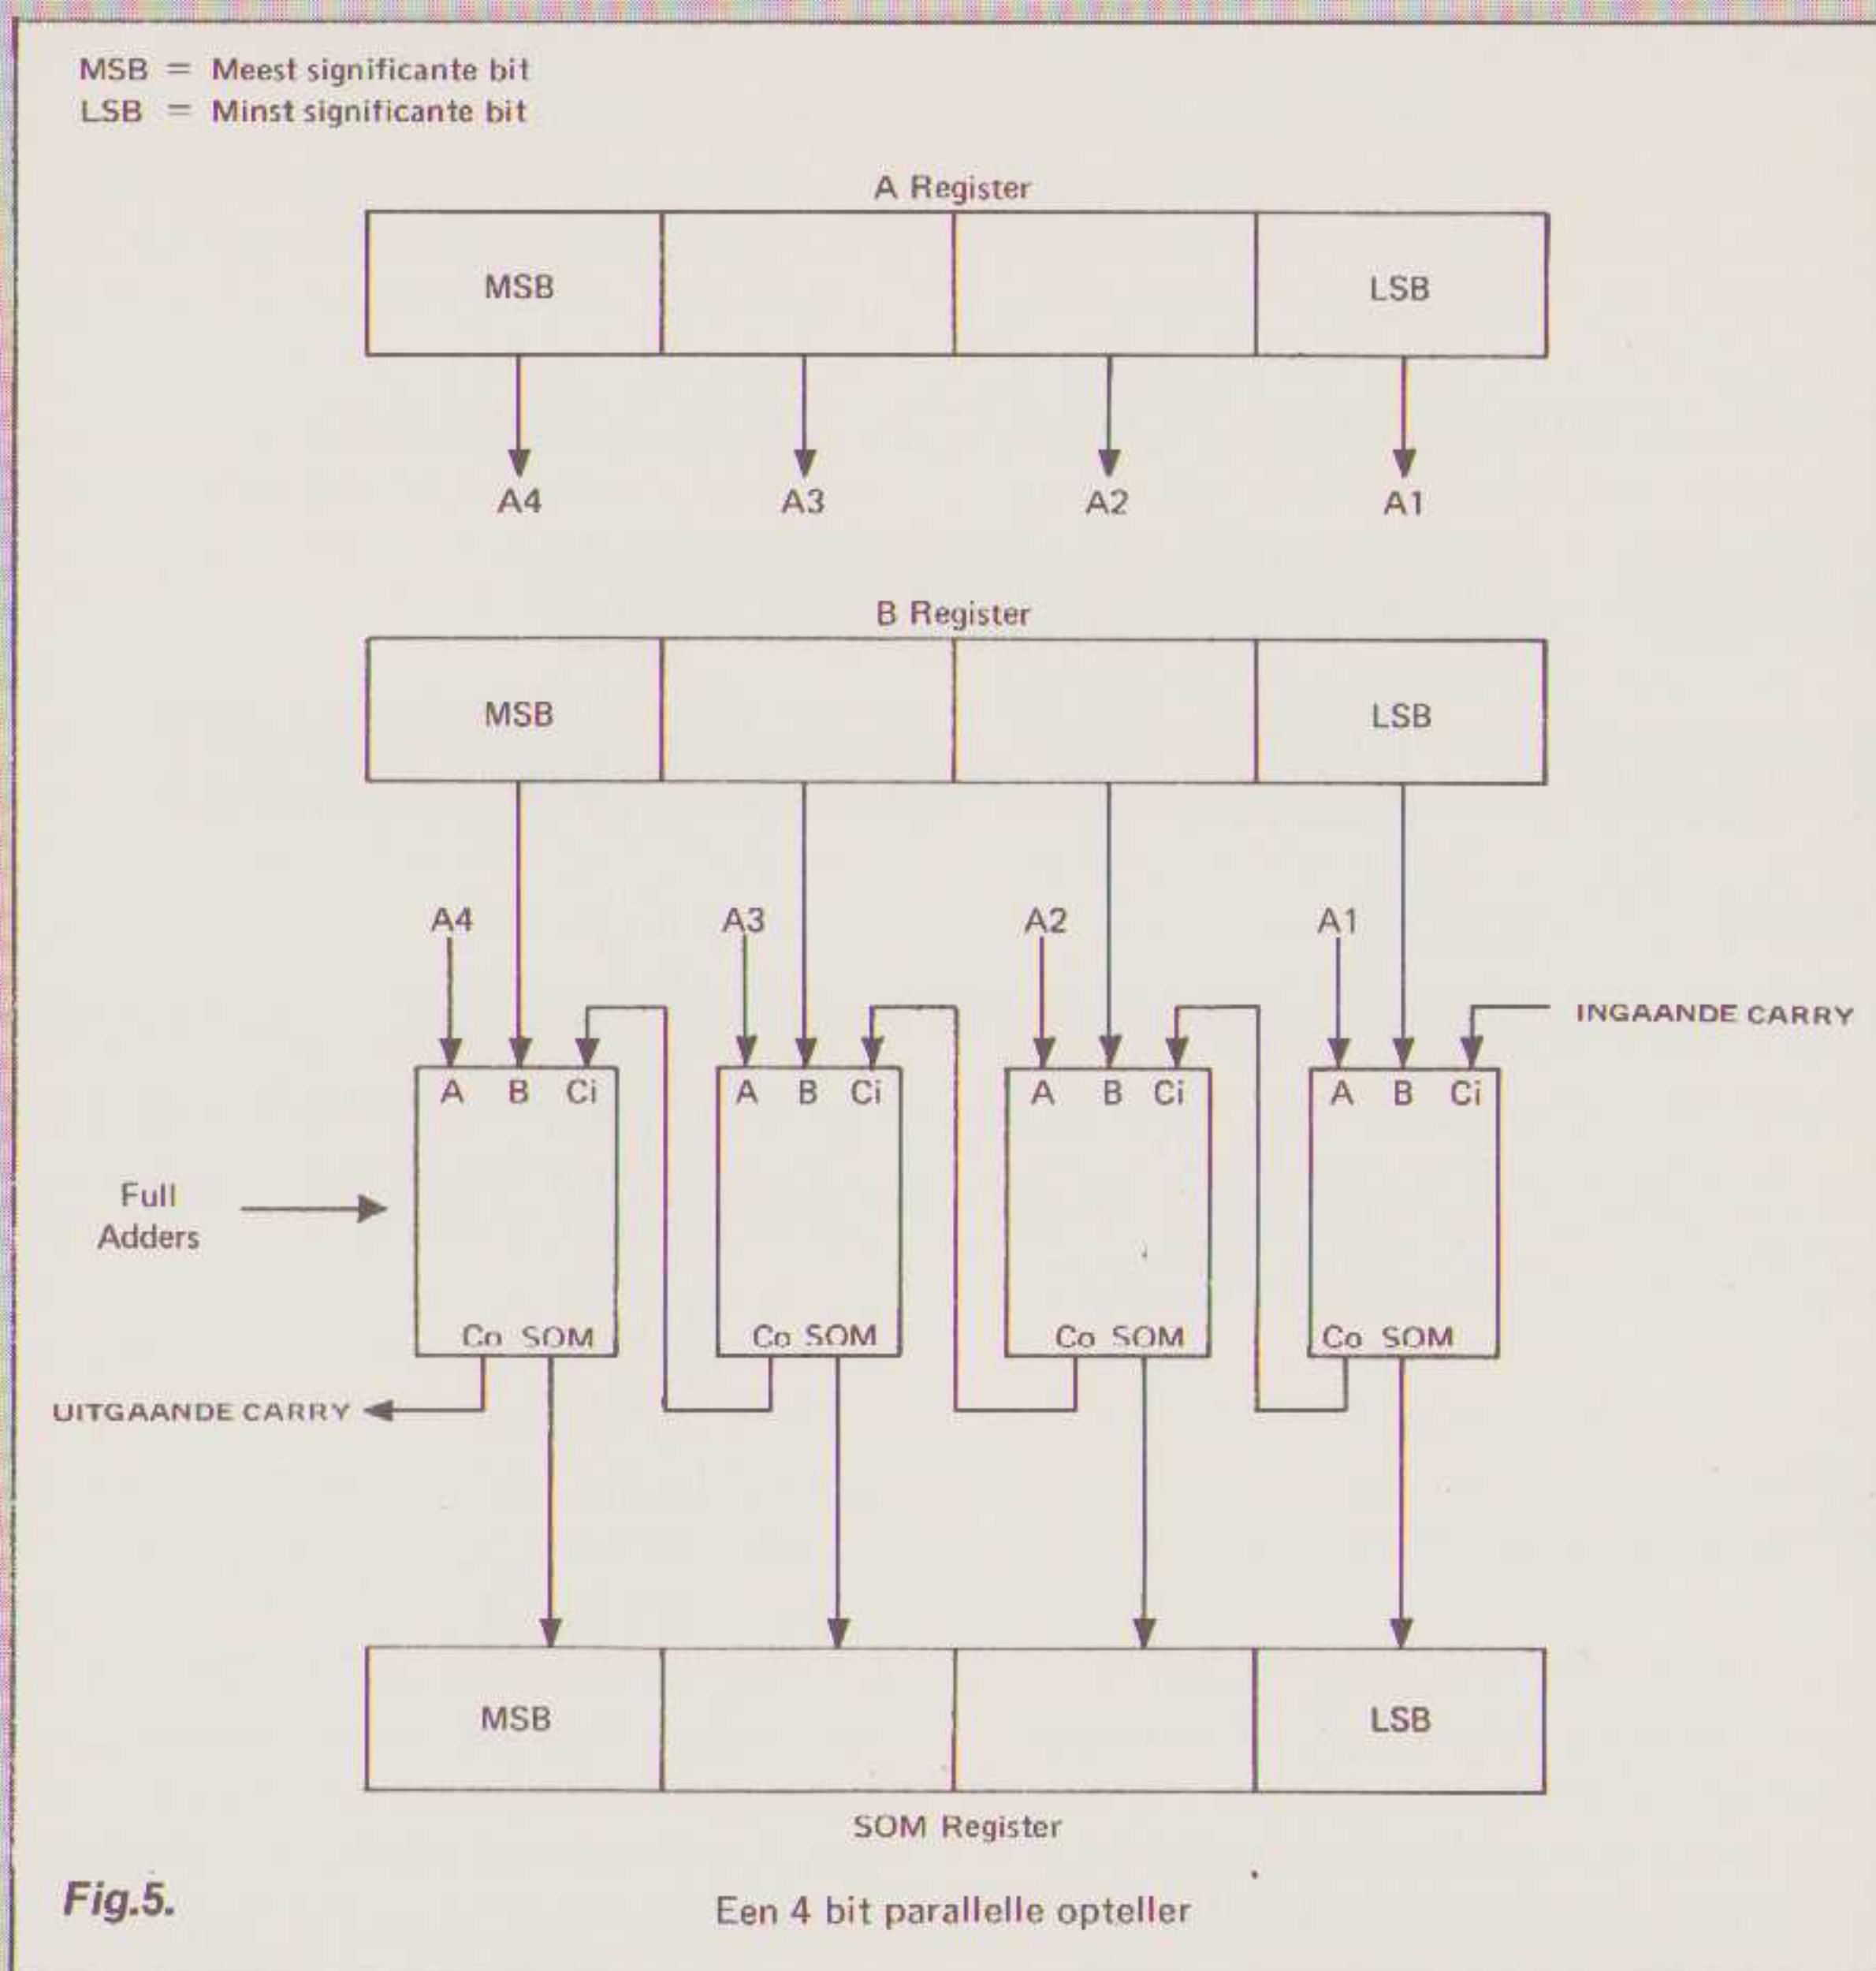 MSB = Meest significante bit
LSB = Minst significante bit
A Register
MSB LSB
A4 A3 A2 A1
B Register
MSB LSB
A4 A3 A2 A1
INGAANDE CARRY
A B Ci A B Ci A B Ci A B Ci
Full
Adders
Co SOM Co SOM Co SOM Co SOM
UITGAANDE CARRY
MSB LSB
SOM Register
Fig.5.
Een 4 bit parallelle opteller